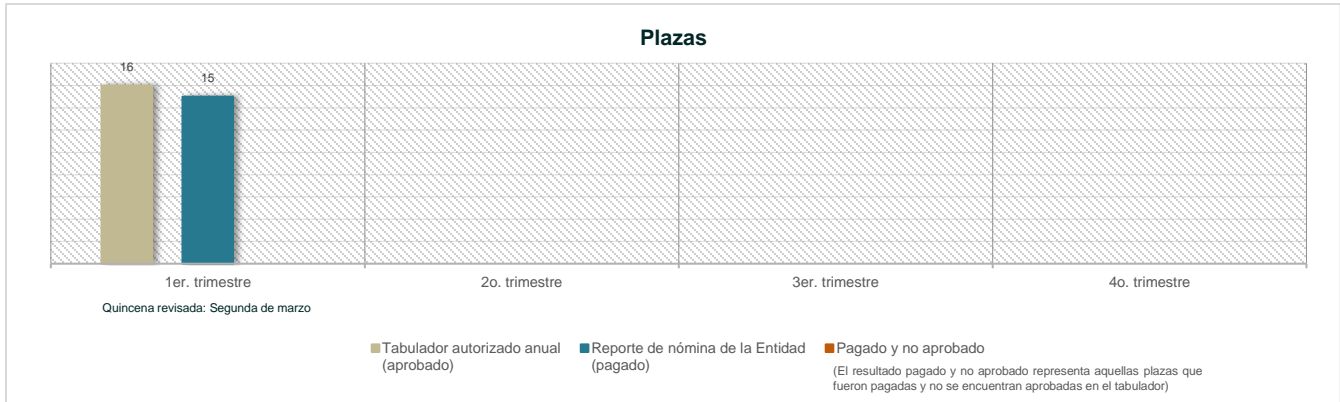 Plazas
16
15
1er. trimestre
2o. trimestre
3er. trimestre
4o. trimestre
Quincena revisada: Segunda de marzo
Tabulador autorizado anual
(aprobado)
Reporte de nómina de la Entidad
(pagado)
Pagado y no aprobado
(El resultado pagado y no aprobado representa aquellas plazas que
fueron pagadas y no se encuentran aprobadas en el tabulador)